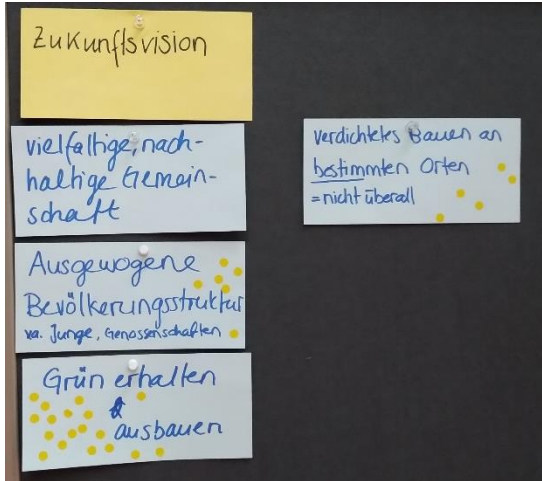 Zukunftsvision
vielfältige, nach-
haltige Gemein-
schaft
verdichtetes Bauen an
bestimmten Orten
= nicht überall
Ausgewogene
Bevölkerungsstruktur
va. Junge, Genossenschaften
Grün erhalten
&
ausbauen